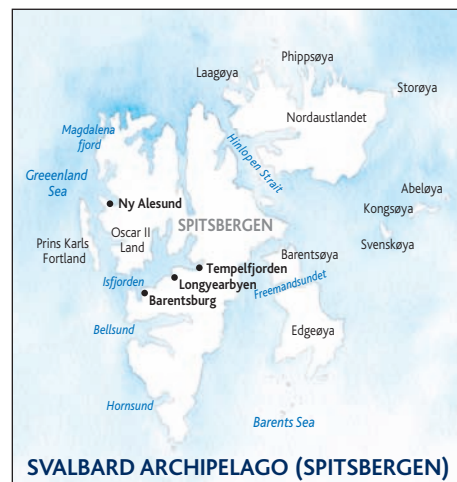 Phippsøya
Laagøya
Storøya
Nordaustlandet
Magdalena
fjord
Hinlopen Strait
Greeenland
Sea
Abeløya
Ny Alesund
Kongsøya
Oscar II
Land
SPITSBERGEN
Svenskøya
Prins Karls
Fortland
Barentsøya
Tempelfjorden
Isfjorden
Longyearbyen
Freemandsundet
Barentsburg
Bellsund
Edgeøya
Hornsund
Barents Sea
SVALBARD ARCHIPELAGO (SPITSBERGEN)